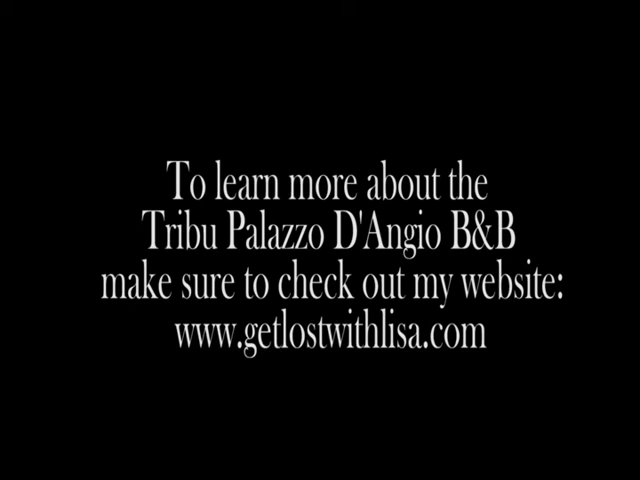 To learn more about the
Tribu Palazzo D'Angio B&B
make sure to check out my website:
www.getlostwithlisa.com